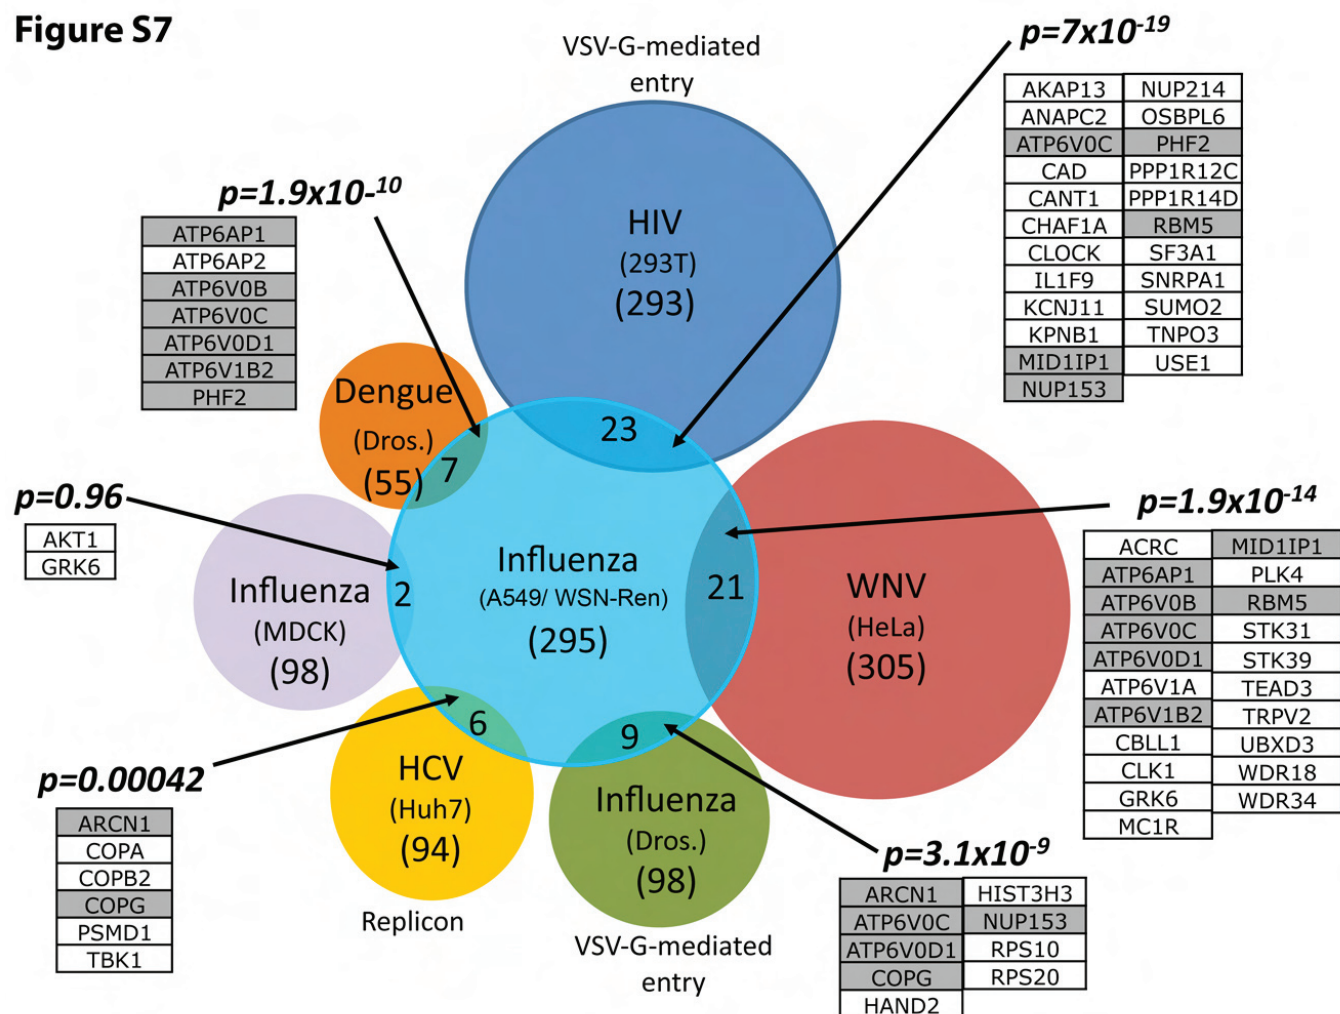 Figure S7
VSV-G-mediated
entry
p=7x10-19
AKAP13 NUP214
ANAPC2 OSBPL6
ATP6V0C PHF2
CAD PPP1R12C
CANT1 PPP1R14D
CHAF1A RBM5
CLOCK SF3A1
IL1F9 SNRPA1
KCNJ11 SUMO2
KPNB1 TNPO3
MID1IP1 USE1
NUP153
p=1.9x10-10
ATP6AP1
ATP6AP2
ATP6V0B
ATP6V0C
ATP6V0D1
ATP6V1B2
PHF2
HIV
(293T)
(293)
Dengue
(Dros.)
(55)
7
23
p=0.96
AKT1
GRK6
Influenza
(MDCK)
(98)
2
Influenza
(A549/ WSN-Ren)
(295)
21
WNV
(HeLa)
(305)
p=1.9x10-14
ACRC MID1IP1
ATP6AP1 PLK4
ATP6V0B RBM5
ATP6V0C STK31
ATP6V0D1 STK39
ATP6V1A TEAD3
ATP6V1B2 TRPV2
CBLL1 UBXD3
CLK1 WDR18
GRK6 WDR34
MC1R
p=0.00042
ARCN1
COPA
COPB2
COPG
PSMD1
TBK1
6
HCV
(Huh7)
(94)
Replicon
9
Influenza
(Dros.)
(98)
VSV-G-mediated
entry
p=3.1x10-9
ARCN1 HIST3H3
ATP6V0C NUP153
ATP6V0D1 RPS10
COPG RPS20
HAND2